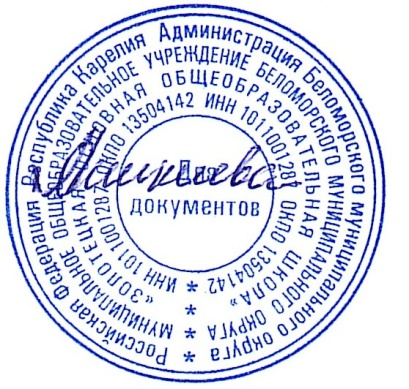 Российская Федерация Республика Карелия Администрация Беломорского муниципального округа *
МУНИЦИПАЛЬНОЕ ОБЩЕОБРАЗОВАТЕЛЬНОЕ УЧРЕЖДЕНИЕ БЕЛОМОРСКОГО МУНИЦИПАЛЬНОГО ОКРУГА *
«ЗОЛОТЕЦКАЯ ОСНОВНАЯ ОБЩЕОБРАЗОВАТЕЛЬНАЯ ШКОЛА» *
ИНН 1011001281 ОКПО 13504142 ИНН 1011001281 ОКПО 13504142 *
Для
документов